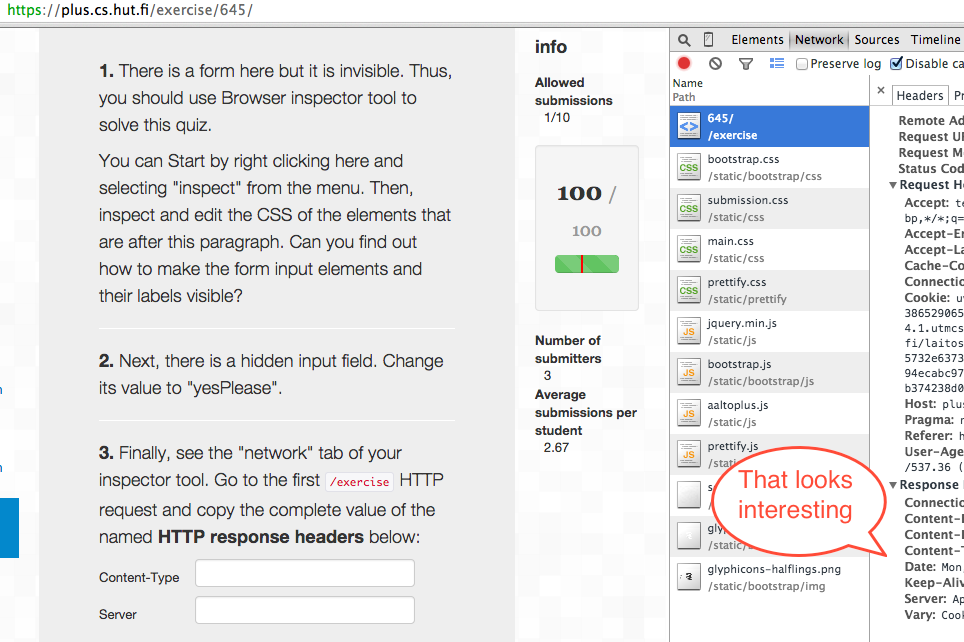 https://plus.cs.hut.fi/exercise/645/
1. There is a form here but it is invisible. Thus,
you should use Browser inspector tool to
solve this quiz.
You can Start by right clicking here and
selecting "inspect" from the menu. Then,
inspect and edit the CSS of the elements that
are after this paragraph. Can you find out
how to make the form input elements and
their labels visible?
2. Next, there is a hidden input field. Change
its value to "yesPlease".
3. Finally, see the "network" tab of your
inspector tool. Go to the first /exercise HTTP
request and copy the complete value of the
named HTTP response headers below:
Content-Type
Server
info
Allowed
submissions
1/10
100 /
100
Number of
submitters
3
Average
submissions per
student
2.67
Elements Network Sources Timeline
Preserve log Disable ca
Name
Path
645/
/exercise
bootstrap.css
/static/bootstrap/css
submission.css
/static/css
main.css
/static/css
prettify.css
/static/prettify
jquery.min.js
/static/js
bootstrap.js
/static/bootstrap/js
aaltoplus.js
/static/js
prettify.js
/stati
s
/
gly
/static/
glyphicons-halflings.png
/static/bootstrap/img
That looks
interesting
× Headers P
Remote Ad
Request UR
Request M
Status Cod
Request H
Accept: te
bp,*/*;q=
Accept-En
Accept-La
Cache-Co
Connectio
Cookie:
386529065
4.1.utmcs
fi/laitos
5732e6373
94ecabc97
b374238d0
Host: plus
Pragma: n
Referer: h
User-Age
/537.36 (
Response
Connectio
Content-
Content-
Content-T
Date: Mon,
Keep-Aliv
Server: Ap
Vary: Cook